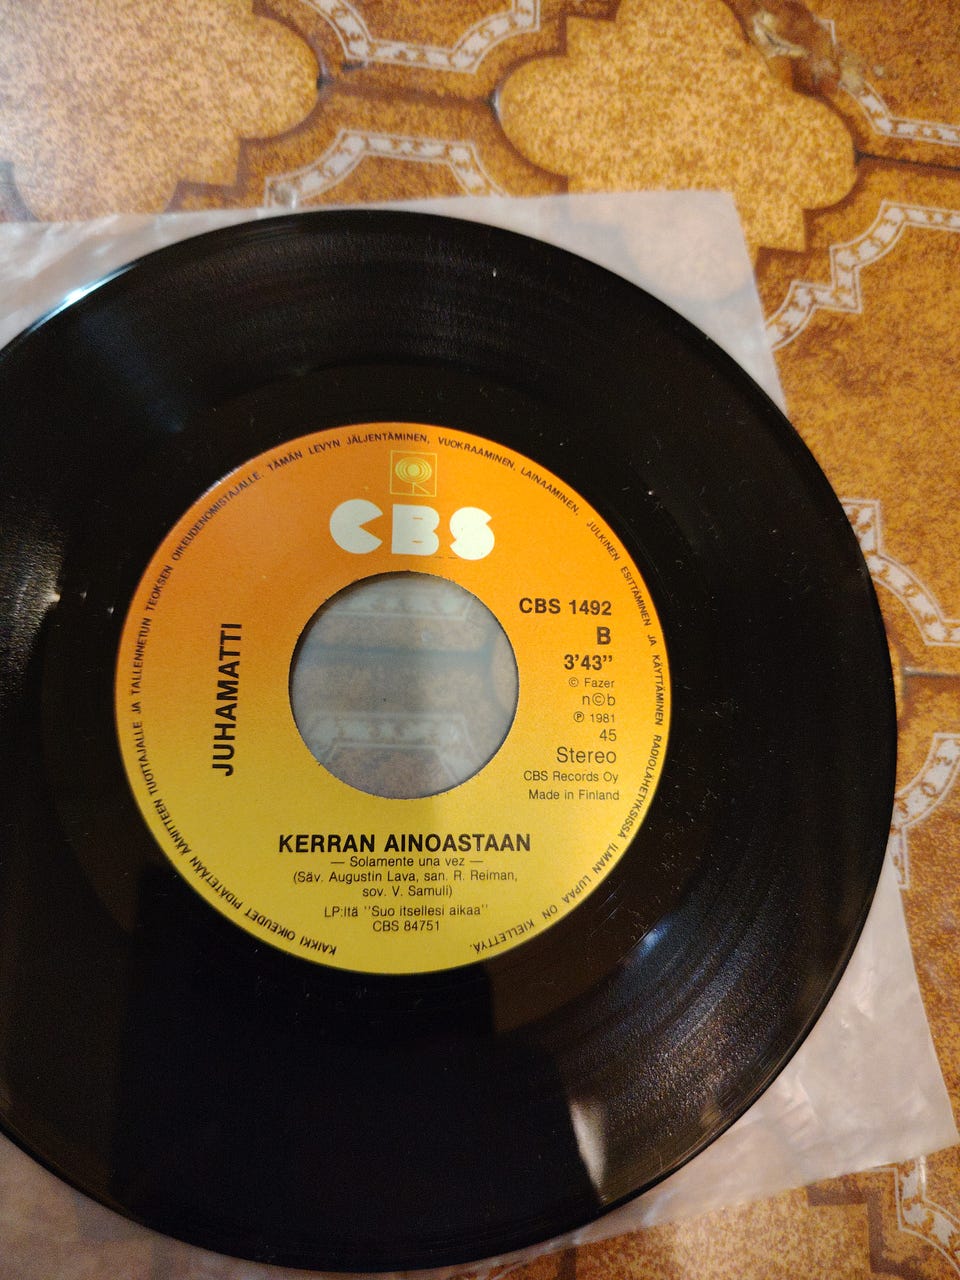 KAIKKI OIKEUDET PIDÄTETÄÄN ÄÄNITTEEN TUOTTAJALLE JA TALLENNETUN TEOKSEN OIKEUDENOMISTAJALLE. TÄMÄN LEVYN JÄLJENTÄMINEN, VUOKRAAMINEN, LAINAAMINEN, JULKINEN ESITTÄMINEN JA KÄYTTÄMINEN RADIOLÄHETYKSISSÄ ILMAN LUPAA ON KIELLETTYÄ.
CBS
CBS 1492
B
3'43"
© Fazer
n©b
℗ 1981
45
Stereo
CBS Records Oy
Made in Finland
JUHAMATTI
KERRAN AINOASTAAN
— Solamente una vez —
(Säv. Augustin Lava, san. R. Reiman,
sov. V. Samuli)
LP:ltä "Suo itsellesi aikaa"
CBS 84751